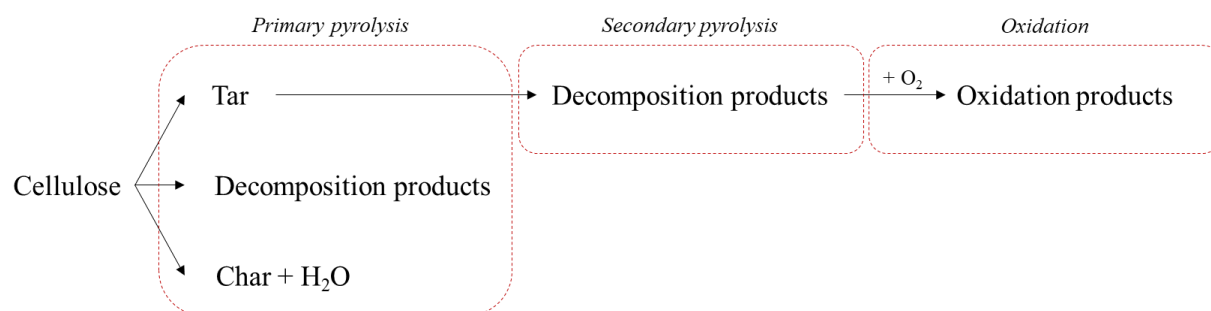 Primary pyrolysis
Secondary pyrolysis
Oxidation
Tar
Decomposition products
+ O₂
Oxidation products
Cellulose
Decomposition products
Char + H₂O